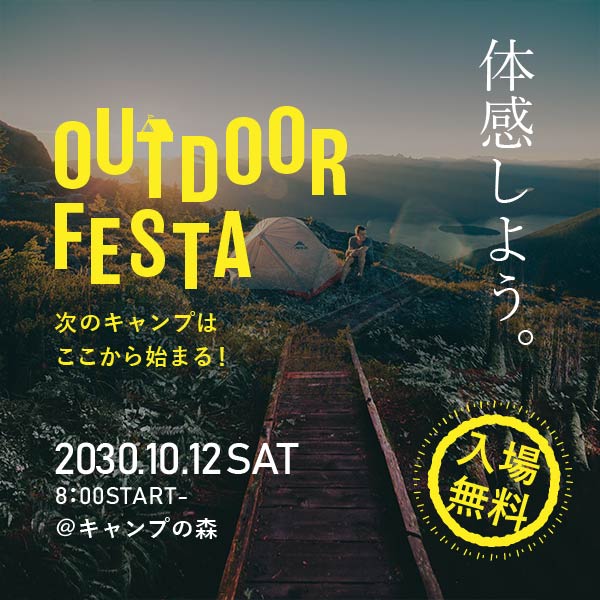 OUTDOOR
FESTA
次のキャンプは
ここから始まる!
体感しよう。
2030.10.12 SAT
8:00START-
@キャンプの森
入場
無料